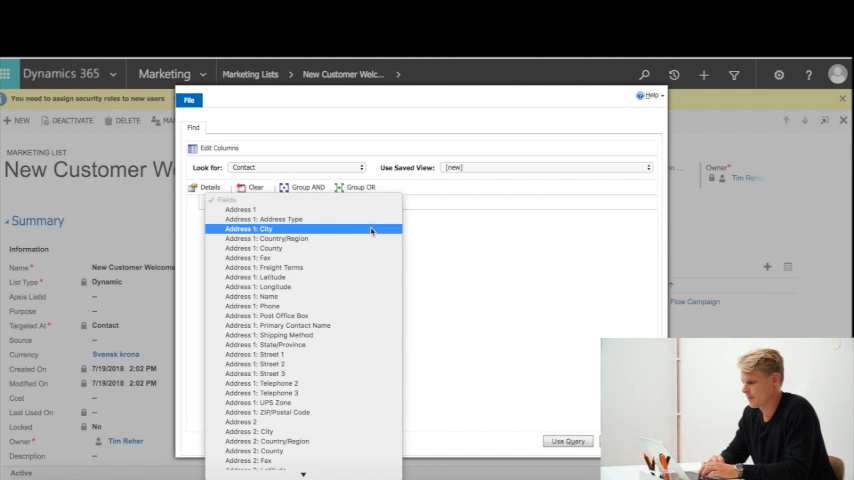 Dynamics 365 Marketing Marketing Lists New Customer Welc...
You need to assign security roles to new users
NEW DEACTIVATE DELETE
MARKETING LIST
New Customer W
Owner*
Tim Reher
Summary
Information
Name* New Customer Welcome
List Type* Dynamic
Apsis ListId --
Purpose --
Targeted At* Contact
Source --
Currency Svensk krona
Created On 7/19/2018 2:02 PM
Modified On 7/19/2018 2:02 PM
Cost --
Last Used On --
Locked No
Owner* Tim Reher
Description --
Active
File
Help
Find
Edit Columns
Look for: Contact Use Saved View: [new]
Details Clear Group AND Group OR
Fields
Address 1
Address 1: Address Type
Address 1: City
Address 1: Country/Region
Address 1: County
Address 1: Fax
Address 1: Freight Terms
Address 1: Latitude
Address 1: Longitude
Address 1: Name
Address 1: Phone
Address 1: Post Office Box
Address 1: Primary Contact Name
Address 1: Shipping Method
Address 1: State/Province
Address 1: Street 1
Address 1: Street 2
Address 1: Street 3
Address 1: Telephone 2
Address 1: Telephone 3
Address 1: UPS Zone
Address 1: ZIP/Postal Code
Address 2
Address 2: City
Address 2: Country/Region
Address 2: County
Address 2: Fax
Use Query
Flow Campaign